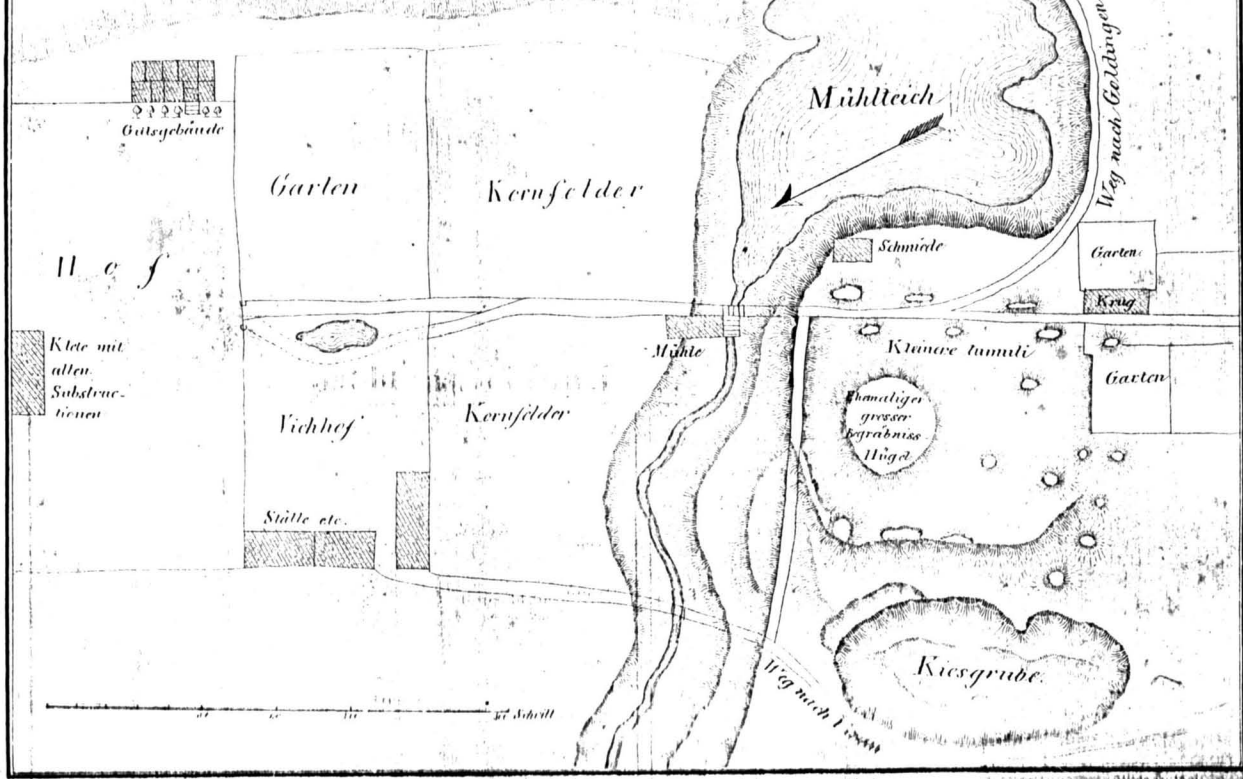 Mühlteich
Weg nach Goldingen
Gutsgebäude
Garten
Kernfelder
Hof
Schmiede
Garten
Krug
Klete mit
alten
Substruc-
tionen
Mühle
Kleinere tumuli
Garten
Viehhof
Kernfelder
Ehemaliger
grosser
Begräbniss
Hügel
Ställe etc.
Kiesgrube.
Weg nach
Schritt